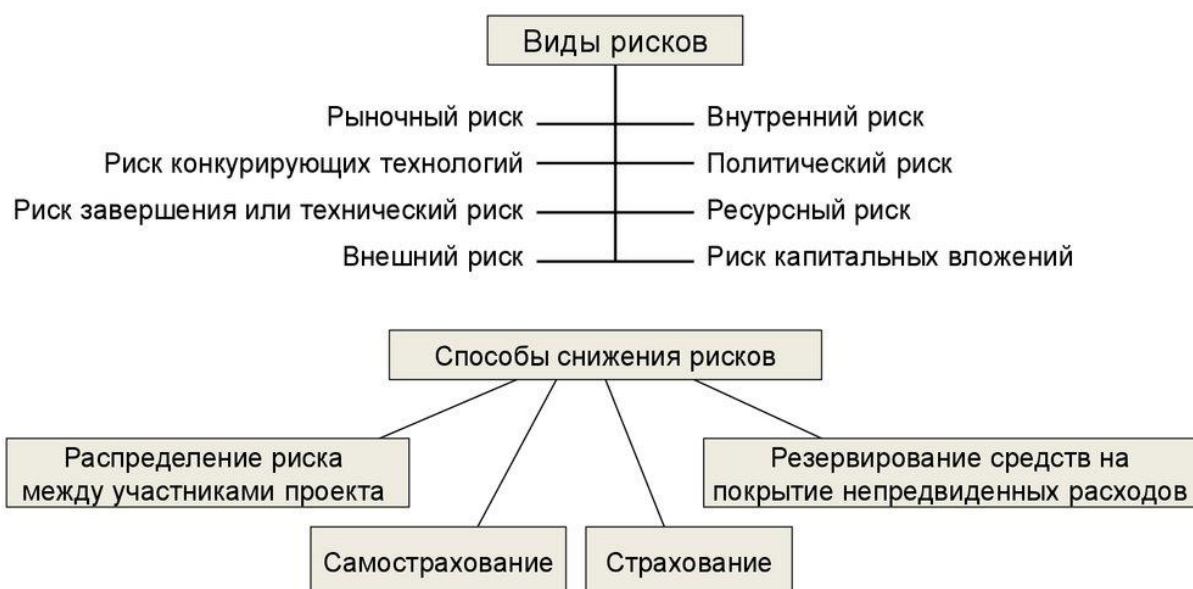 Виды рисков
Рыночный риск
Внутренний риск
Риск конкурирующих технологий
Политический риск
Риск завершения или технический риск
Ресурсный риск
Внешний риск
Риск капитальных вложений
Способы снижения рисков
Распределение риска
между участниками проекта
Резервирование средств на
покрытие непредвиденных расходов
Самострахование
Страхование